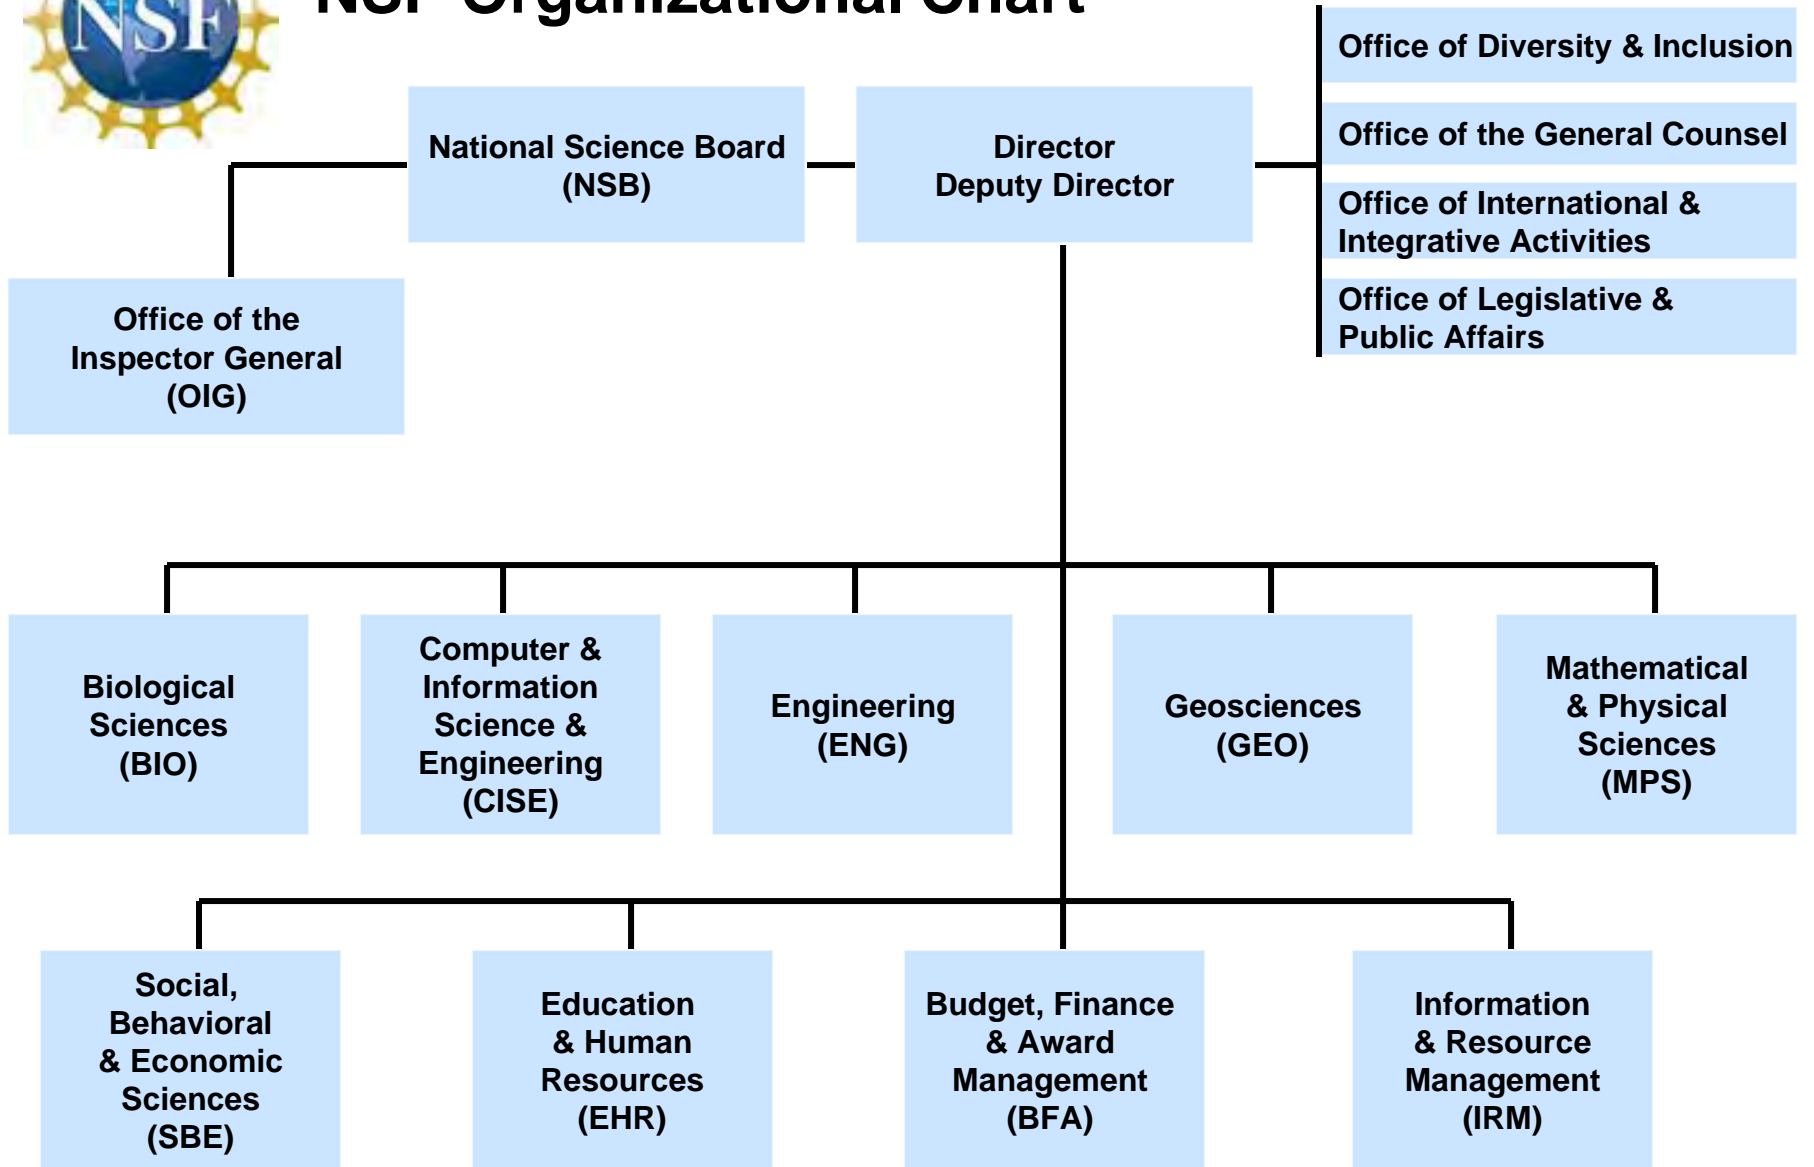 NSF
NSF Organizational Chart
Office of Diversity & Inclusion
Office of the General Counsel
Office of International &
Integrative Activities
Office of Legislative &
Public Affairs
National Science Board
(NSB)
Director
Deputy Director
Office of the
Inspector General
(OIG)
Biological
Sciences
(BIO)
Computer &
Information
Science &
Engineering
(CISE)
Engineering
(ENG)
Geosciences
(GEO)
Mathematical
& Physical
Sciences
(MPS)
Social,
Behavioral
& Economic
Sciences
(SBE)
Education
& Human
Resources
(EHR)
Budget, Finance
& Award
Management
(BFA)
Information
& Resource
Management
(IRM)